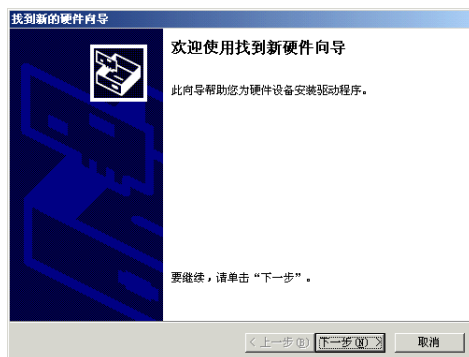 找到新的硬件向导
欢迎使用找到新硬件向导
此向导帮助您为硬件设备安装驱动程序。
要继续，请单击“下一步”。
< 上一步(B) 下一步(N) > 取消